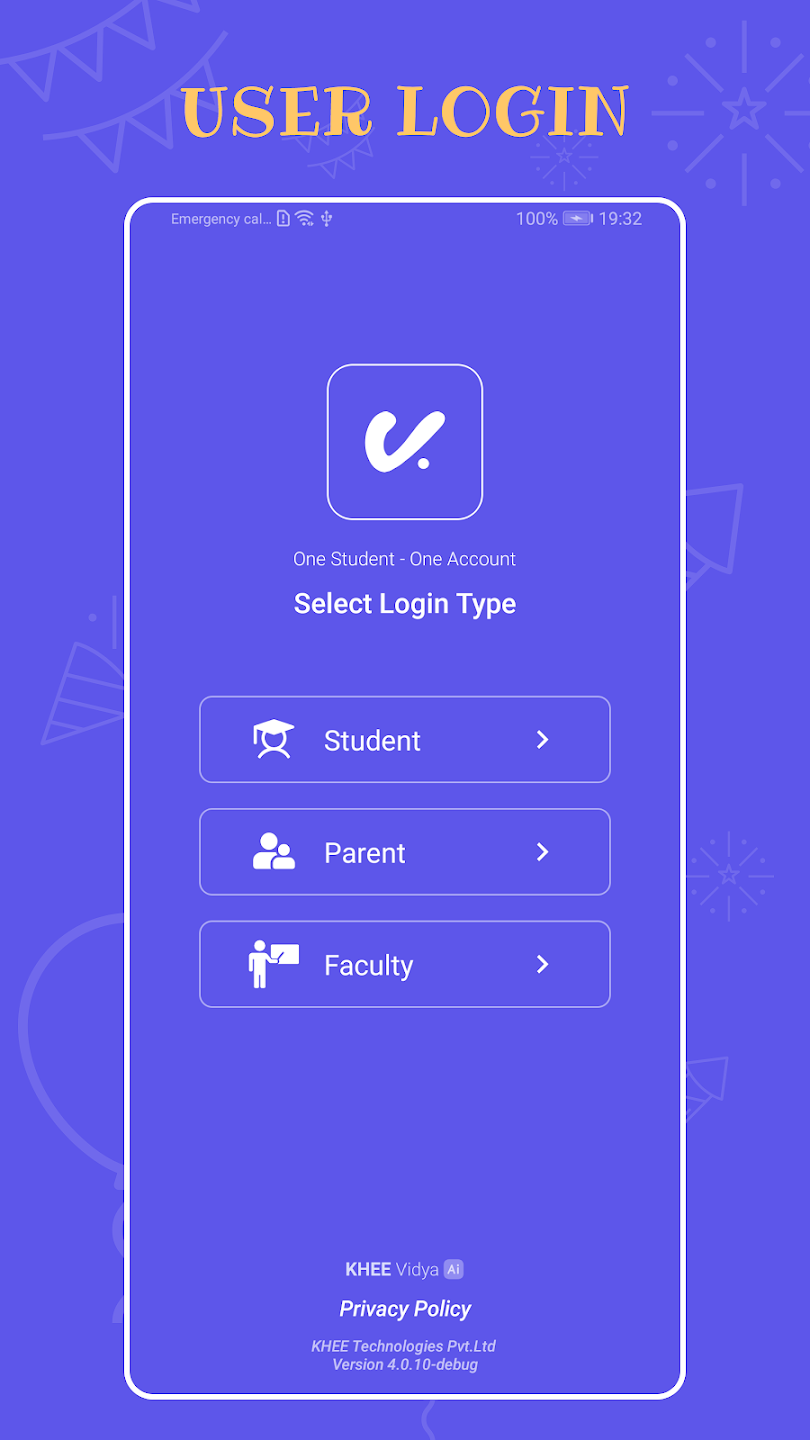 USER LOGIN
Emergency cal... 100% 19:32
One Student - One Account
Select Login Type
Student
Parent
Faculty
KHEE Vidya Ai
Privacy Policy
KHEE Technologies Pvt.Ltd
Version 4.0.10-debug